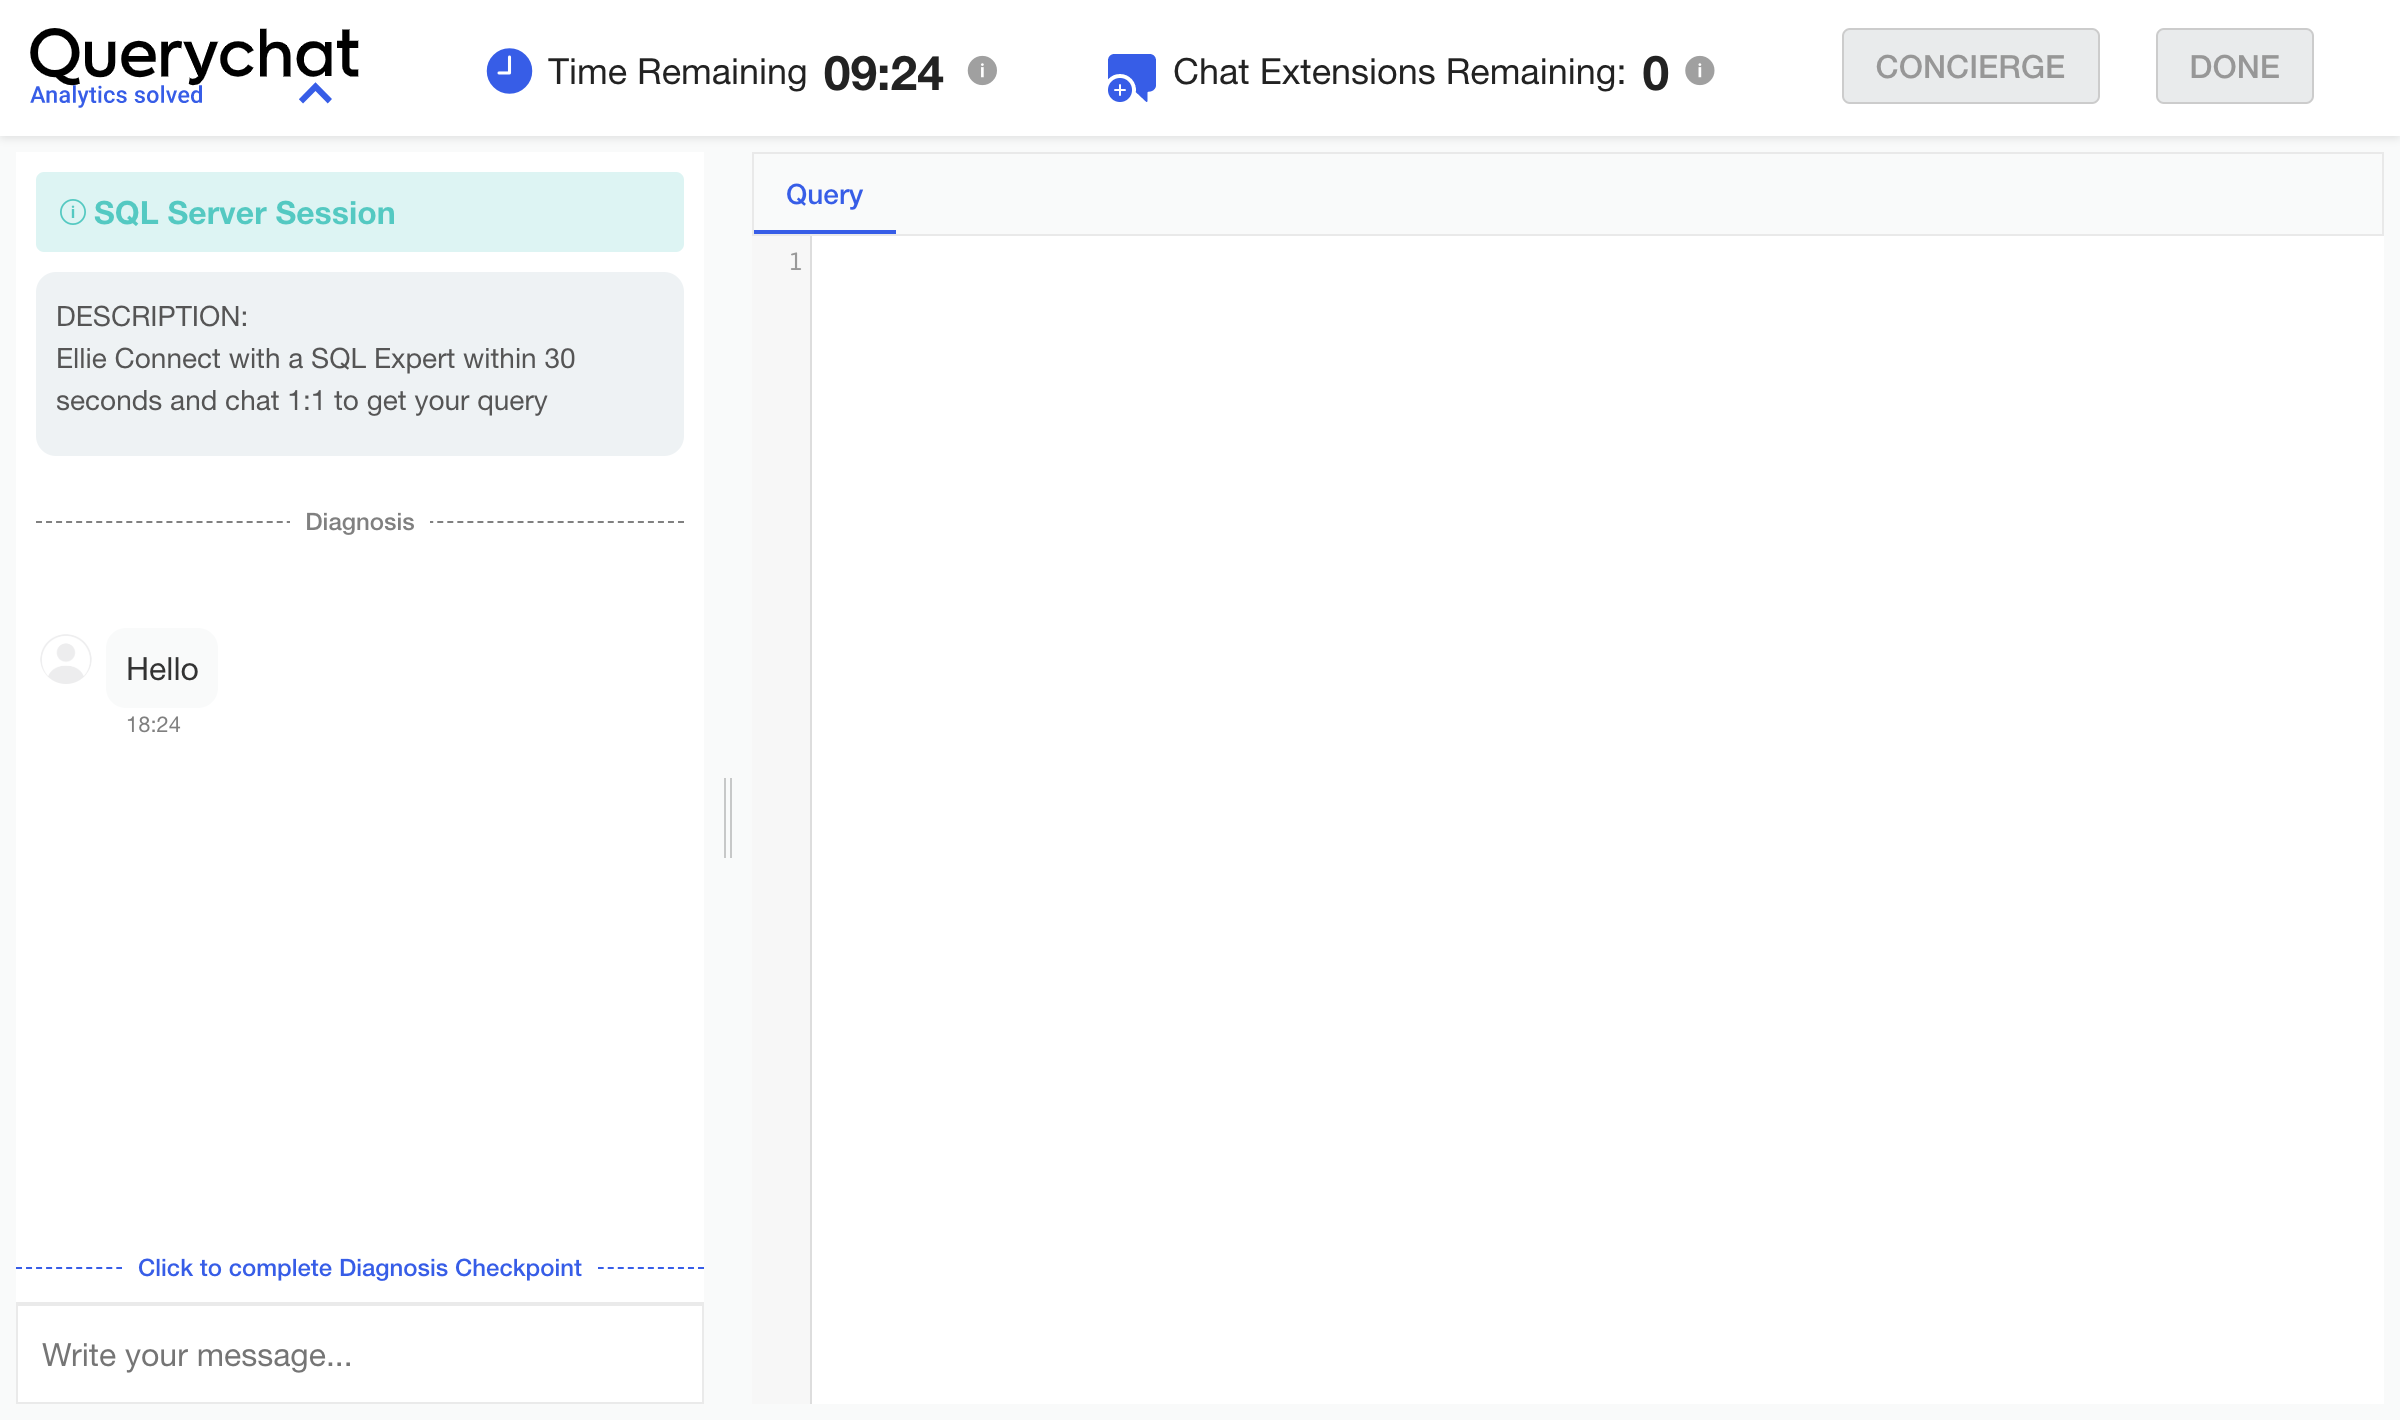 Querychat
Analytics solved
Time Remaining 09:24
Chat Extensions Remaining: 0
CONCIERGE
DONE
SQL Server Session
DESCRIPTION:
Ellie Connect with a SQL Expert within 30
seconds and chat 1:1 to get your query
Diagnosis
Hello
18:24
Click to complete Diagnosis Checkpoint
Write your message...
Query
1